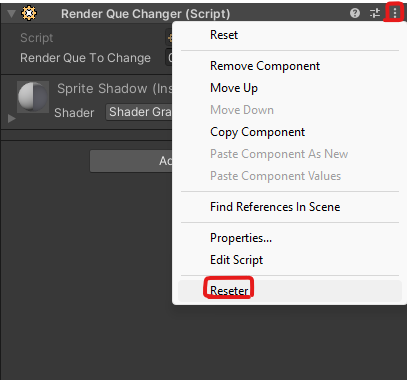 Render Que Changer (Script)
Reset
Script
Render Que To Change
Remove Component
Move Up
Sprite Shadow (Ins
Move Down
Shader
Shader Gra
Copy Component
Paste Component As New
Paste Component Values
Find References In Scene
Properties...
Edit Script
Reseter